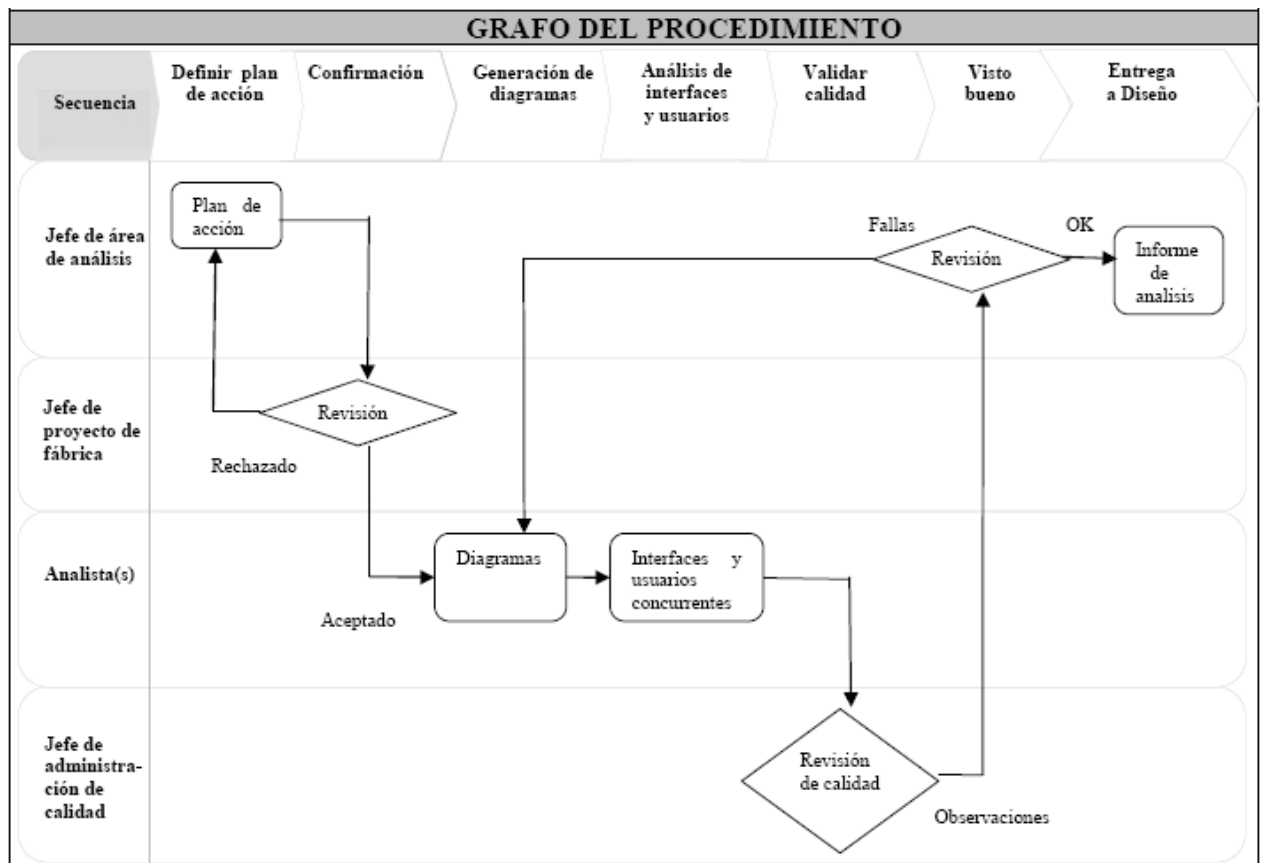 GRAFO DEL PROCEDIMIENTO
Secuencia
Definir plan
de acción
Confirmación
Generación de
diagramas
Análisis de
interfaces
y usuarios
Validar
calidad
Visto
bueno
Entrega
a Diseño
Jefe de área
de análisis
Plan de
acción
Fallas
Revisión
OK
Informe
de
analisis
Jefe de
proyecto de
fábrica
Revisión
Rechazado
Analista(s)
Aceptado
Diagramas
Interfaces y
usuarios
concurrentes
Jefe de
administra-
ción de
calidad
Revisión
de calidad
Observaciones